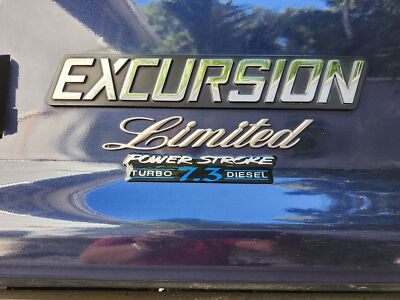 EXCURSION
Limited
POWER STROKE
TURBO 7.3 DIESEL